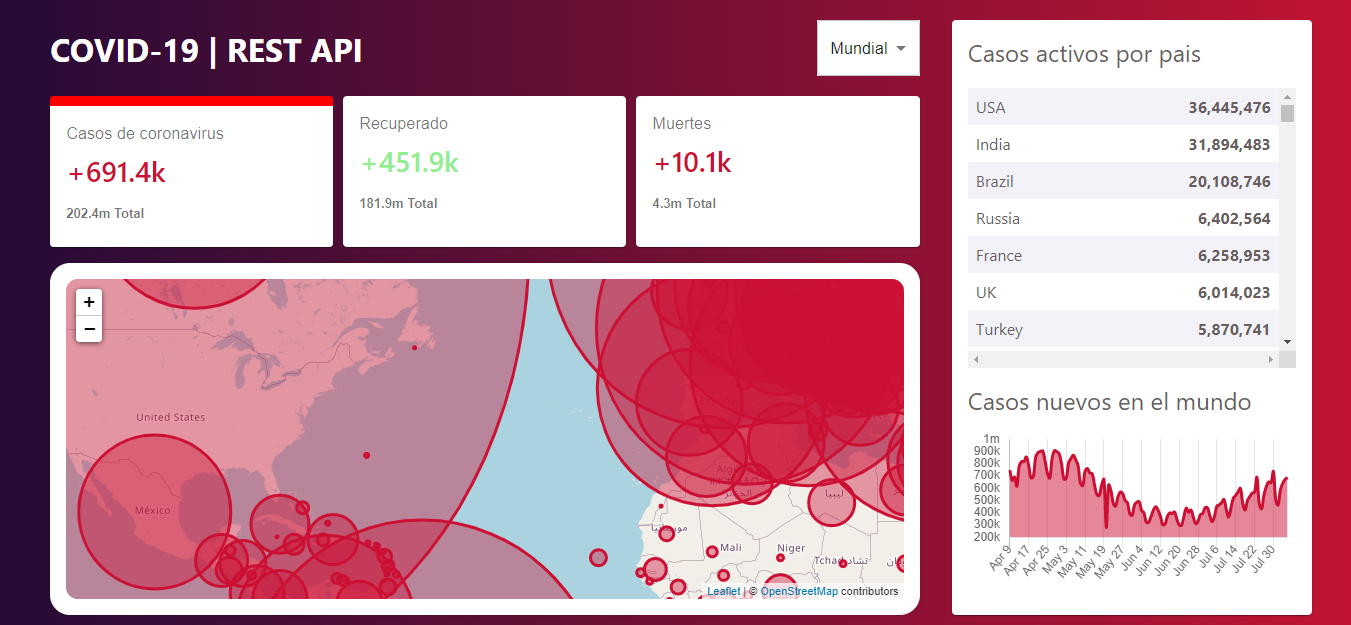 COVID-19 | REST API
Mundial
Casos de coronavirus
+691.4k
202.4m Total
Recuperado
+451.9k
181.9m Total
Muertes
+10.1k
4.3m Total
+
−
United States
México
الجزائر
ليبيا
موريتانيا
Mali
Niger
Tchad تشاد
Leaflet | © OpenStreetMap contributors
Casos activos por pais
USA 36,445,476
India 31,894,483
Brazil 20,108,746
Russia 6,402,564
France 6,258,953
UK 6,014,023
Turkey 5,870,741
Casos nuevos en el mundo
1m
900k
800k
700k
600k
500k
400k
300k
200k
Apr 9 Apr 17 Apr 25 May 3 May 11 May 19 May 27 Jun 4 Jun 12 Jun 20 Jun 28 Jul 6 Jul 14 Jul 22 Jul 30